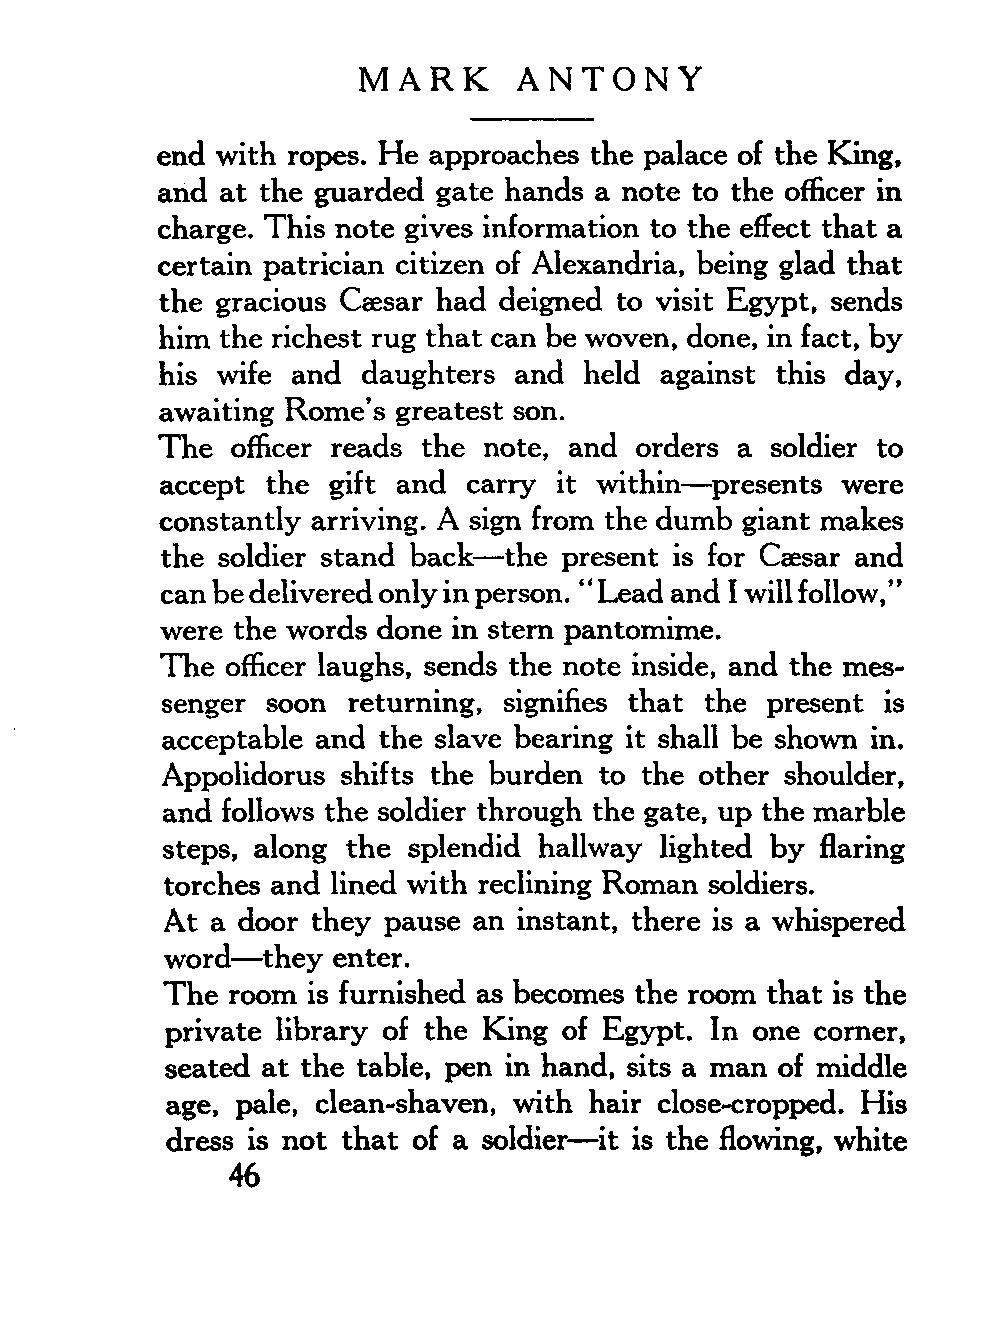 MARK ANTONY
end with ropes. He approaches the palace of the King,
and at the guarded gate hands a note to the officer in
charge. This note gives information to the effect that a
certain patrician citizen of Alexandria, being glad that
the gracious Cæsar had deigned to visit Egypt, sends
him the richest rug that can be woven, done, in fact, by
his wife and daughters and held against this day,
awaiting Rome's greatest son.
The officer reads the note, and orders a soldier to
accept the gift and carry it within—presents were
constantly arriving. A sign from the dumb giant makes
the soldier stand back—the present is for Cæsar and
can be delivered only in person. "Lead and I will follow,"
were the words done in stern pantomime.
The officer laughs, sends the note inside, and the mes-
senger soon returning, signifies that the present is
acceptable and the slave bearing it shall be shown in.
Appolidorus shifts the burden to the other shoulder,
and follows the soldier through the gate, up the marble
steps, along the splendid hallway lighted by flaring
torches and lined with reclining Roman soldiers.
At a door they pause an instant, there is a whispered
word—they enter.
The room is furnished as becomes the room that is the
private library of the King of Egypt. In one corner,
seated at the table, pen in hand, sits a man of middle
age, pale, clean-shaven, with hair close-cropped. His
dress is not that of a soldier—it is the flowing, white
46